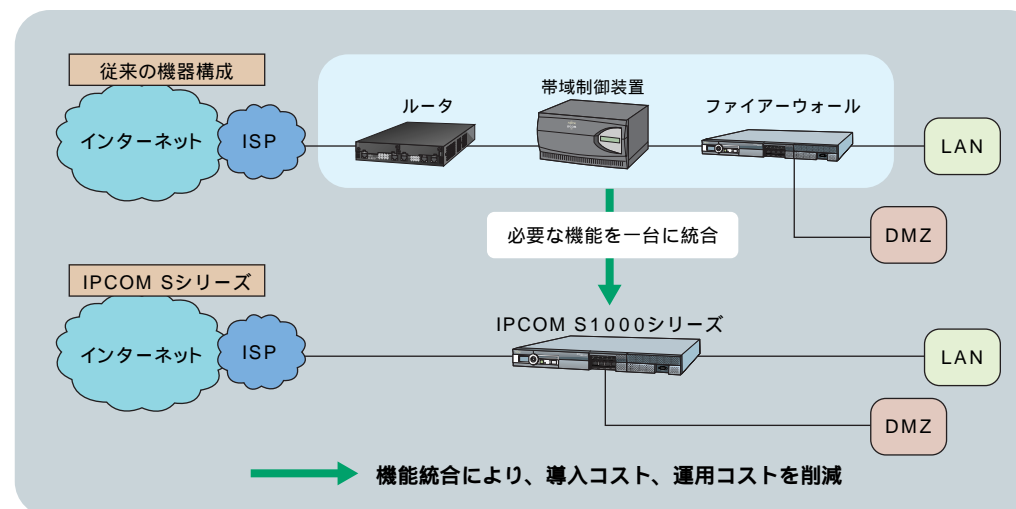 従来の機器構成
インターネット
ISP
ルータ
帯域制御装置
ファイアーウォール
LAN
DMZ
必要な機能を一台に統合
IPCOM Sシリーズ
インターネット
ISP
IPCOM S1000シリーズ
LAN
DMZ
機能統合により、導入コスト、運用コストを削減